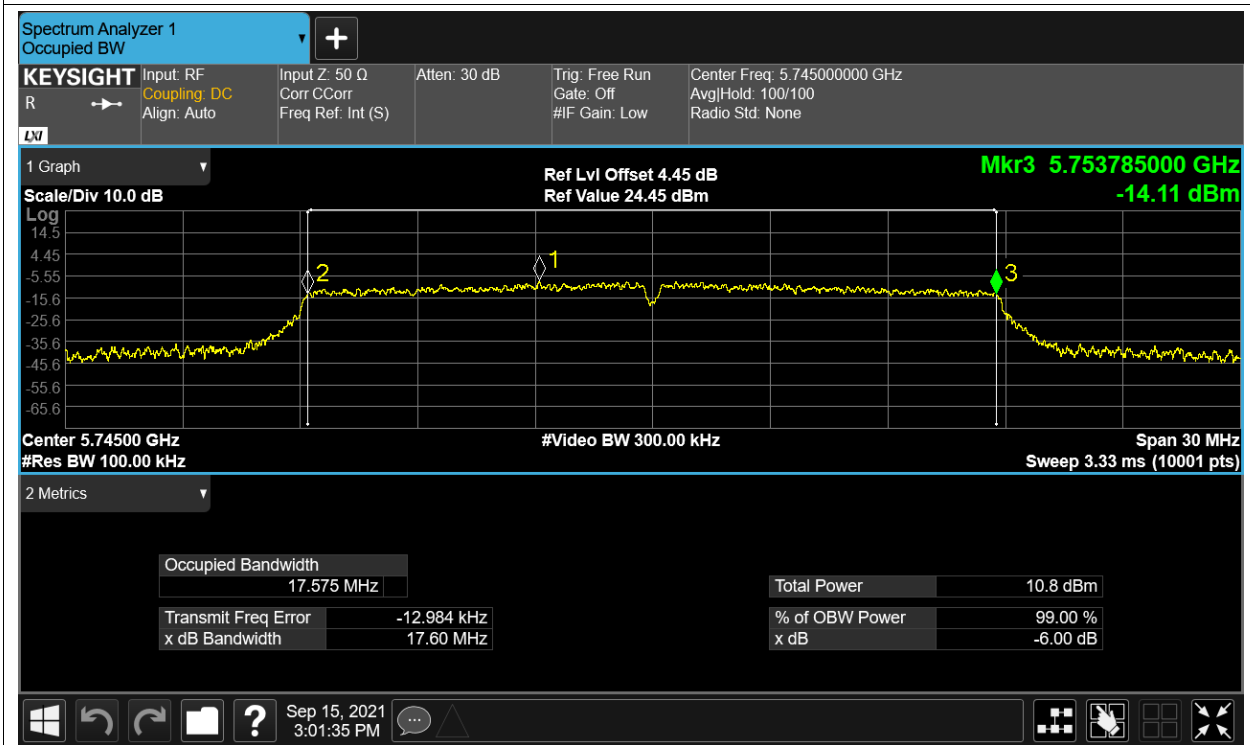 Spectrum Analyzer 1
Occupied BW
KEYSIGHT
R
LXI
Input: RF
Coupling: DC
Align: Auto
Input Z: 50 Ω
Corr CCorr
Freq Ref: Int (S)
Atten: 30 dB
Trig: Free Run
Gate: Off
#IF Gain: Low
Center Freq: 5.745000000 GHz
Avg|Hold: 100/100
Radio Std: None
1 Graph
Scale/Div 10.0 dB
Ref Lvl Offset 4.45 dB
Ref Value 24.45 dBm
Mkr3 5.753785000 GHz
-14.11 dBm
Log
14.5
4.45
-5.55
-15.6
-25.6
-35.6
-45.6
-55.6
-65.6
2
1
3
Center 5.74500 GHz
#Res BW 100.00 kHz
#Video BW 300.00 kHz
Span 30 MHz
Sweep 3.33 ms (10001 pts)
2 Metrics
Occupied Bandwidth
17.575 MHz
Transmit Freq Error -12.984 kHz
x dB Bandwidth 17.60 MHz
Total Power 10.8 dBm
% of OBW Power 99.00 %
x dB -6.00 dB
?
Sep 15, 2021
3:01:35 PM